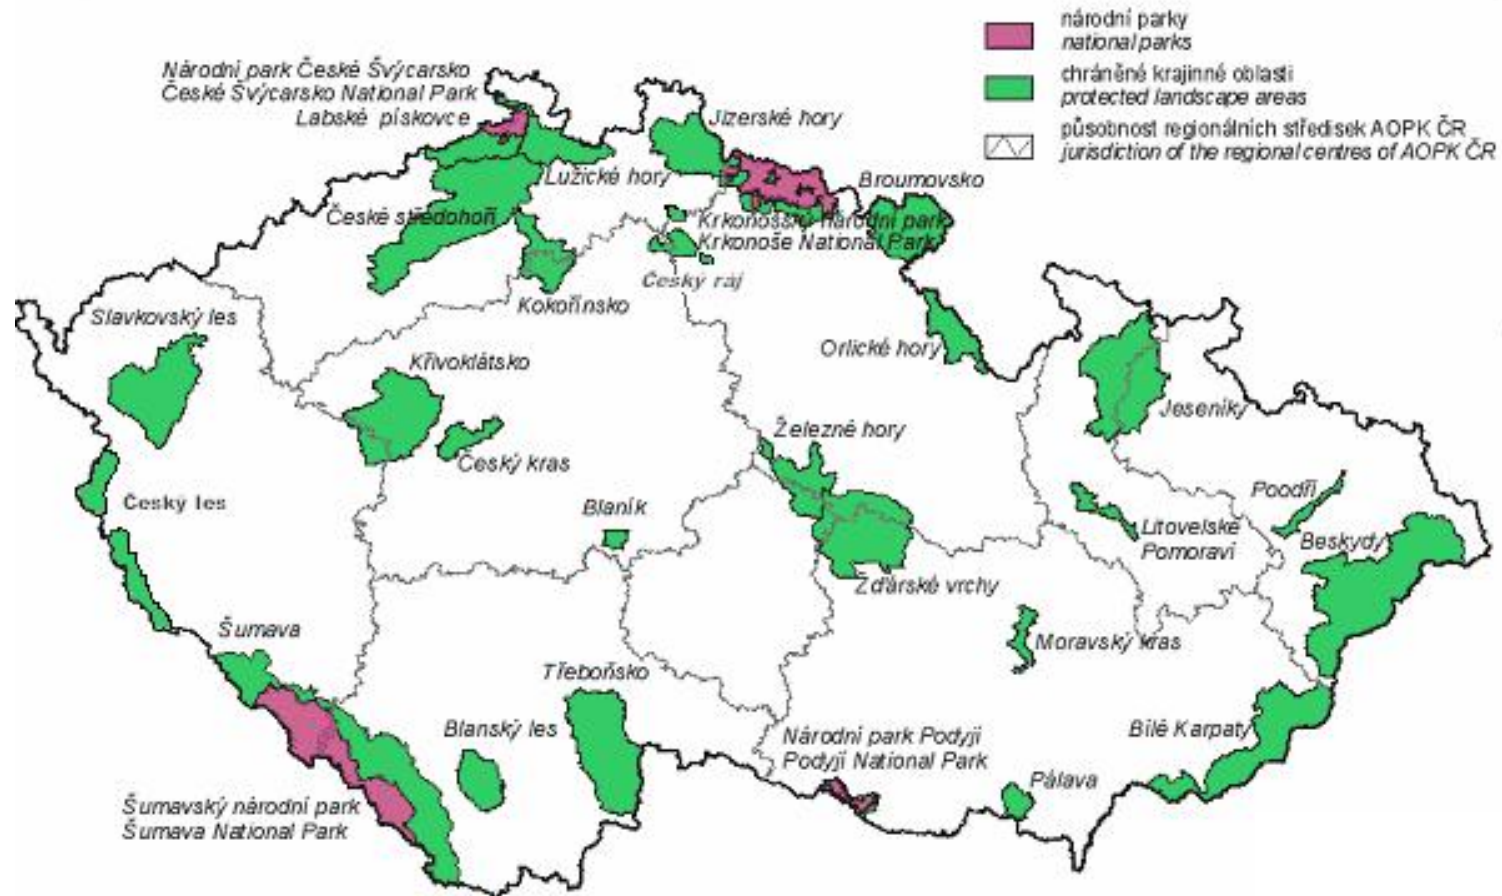 národní parky
national parks
chráněné krajinné oblasti
protected landscape areas
působnost regionálních středisek AOPK ČR
jurisdiction of the regional centres of AOPK ČR
Národní park České Švýcarsko
České Švýcarsko National Park
Labské pískovce
Jizerské hory
Lužické hory
Broumovsko
České středohoří
Krkonošský národní park
Krkonoše National Park
Český ráj
Kokořínsko
Slavkovský les
Orlické hory
Křivoklátsko
Jeseníky
Železné hory
Český kras
Český les
Blaník
Poodří
Litovelské
Pomoraví
Beskydy
Žďárské vrchy
Šumava
Moravský kras
Třeboňsko
Blanský les
Národní park Podyjí
Podyjí National Park
Bílé Karpaty
Pálava
Šumavský národní park
Šumava National Park